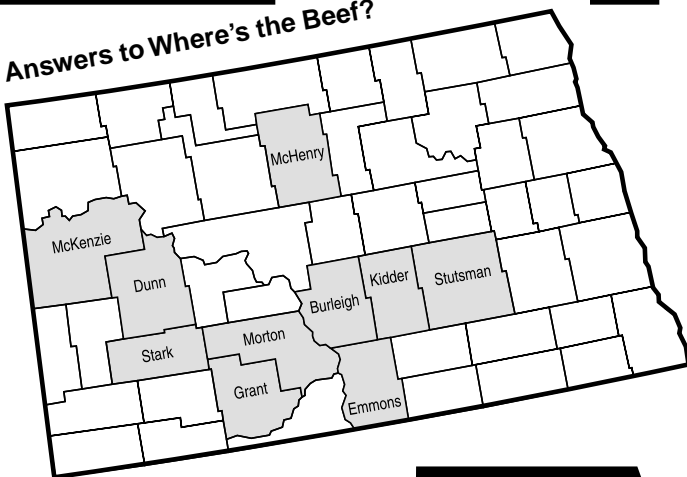 Answers to Where's the Beef?
McHenry
McKenzie
Dunn
Stark
Morton
Grant
Burleigh
Kidder
Stutsman
Emmons